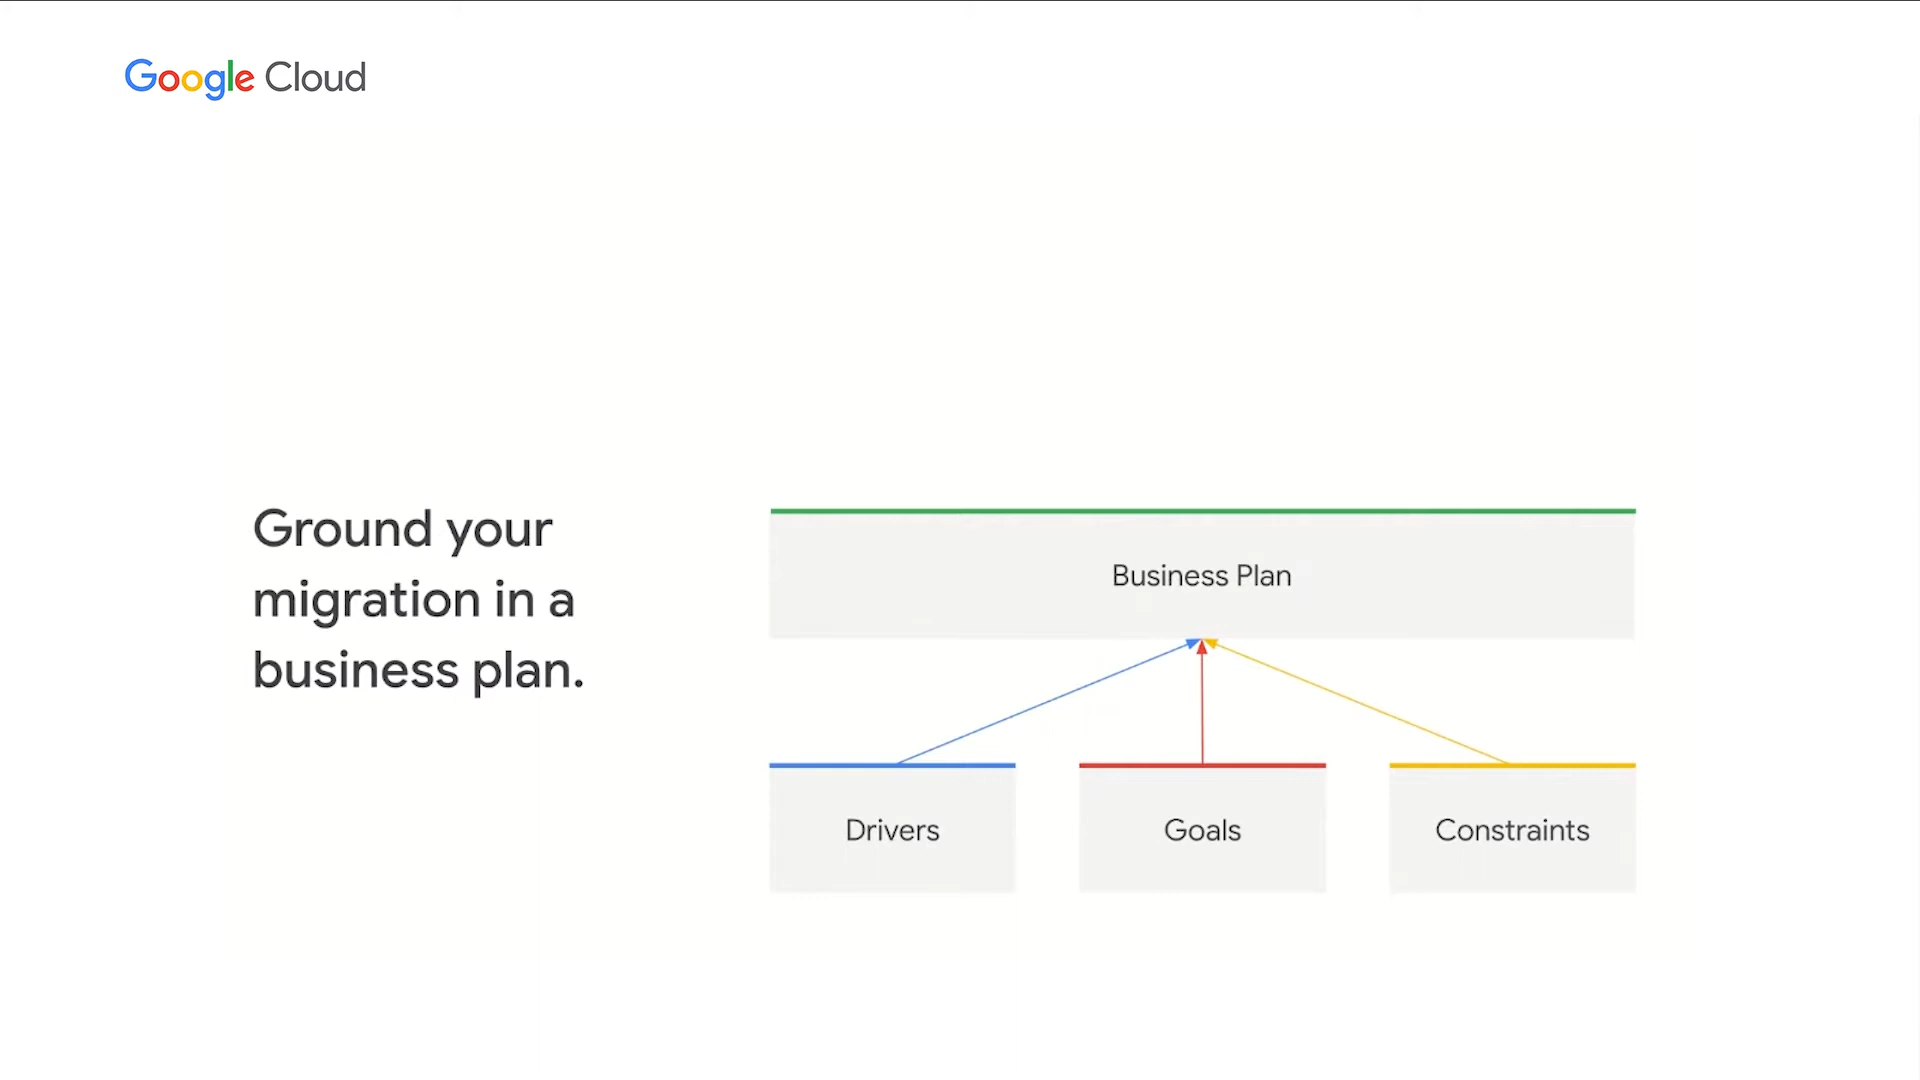 Google Cloud
Ground your
migration in a
business plan.
Business Plan
Drivers
Goals
Constraints